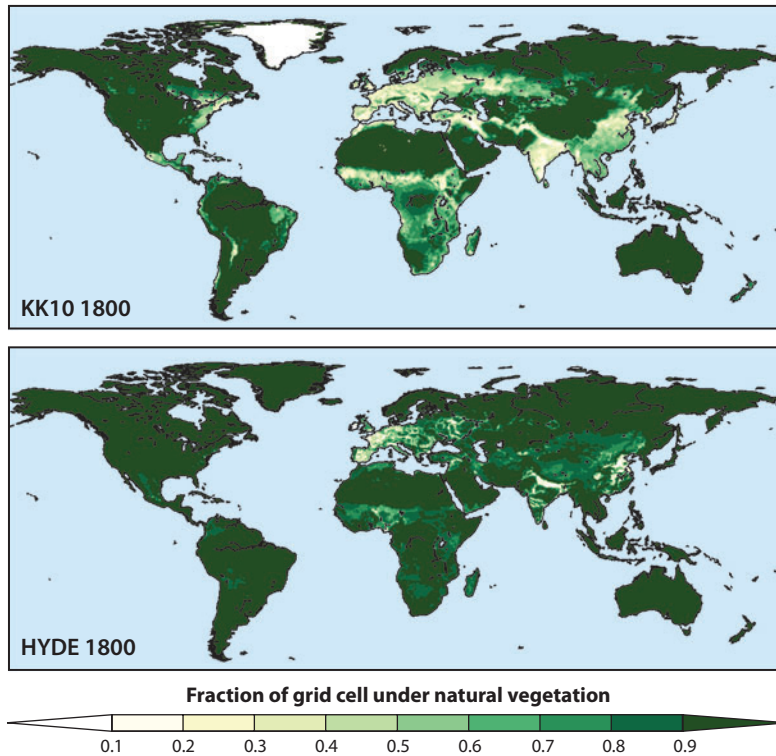 KK10 1800
HYDE 1800
Fraction of grid cell under natural vegetation
0.1 0.2 0.3 0.4 0.5 0.6 0.7 0.8 0.9